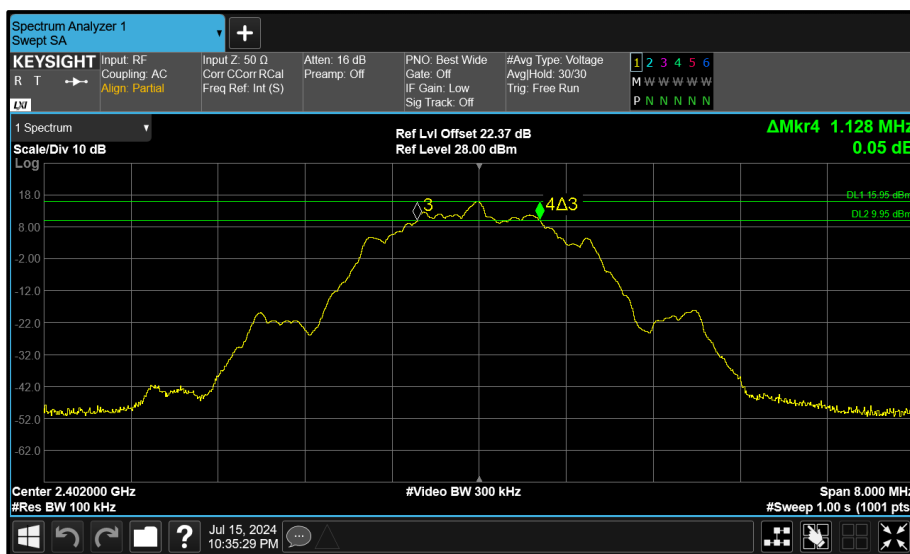 Spectrum Analyzer 1
Swept SA
KEYSIGHT
R T
LXI
Input: RF
Coupling: AC
Align: Partial
Input Z: 50 Ω
Corr CCorr RCal
Freq Ref: Int (S)
Atten: 16 dB
Preamp: Off
PNO: Best Wide
Gate: Off
IF Gain: Low
Sig Track: Off
#Avg Type: Voltage
Avg|Hold: 30/30
Trig: Free Run
1 2 3 4 5 6
M W W W W W
P N N N N N
1 Spectrum
Scale/Div 10 dB
Log
Ref Lvl Offset 22.37 dB
Ref Level 28.00 dBm
ΔMkr4 1.128 MHz
0.05 dB
18.0
8.00
-2.00
-12.0
-22.0
-32.0
-42.0
-52.0
-62.0
3
4Δ3
DL1 15.95 dBm
DL2 9.95 dBm
Center 2.402000 GHz
#Res BW 100 kHz
#Video BW 300 kHz
Span 8.000 MHz
#Sweep 1.00 s (1001 pts
?
Jul 15, 2024
10:35:29 PM